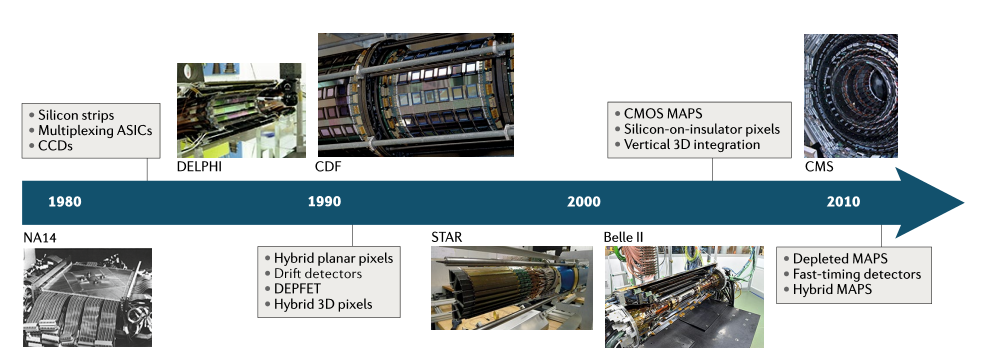 Silicon strips
Multiplexing ASICs
CCDs
DELPHI
CDF
CMOS MAPS
Silicon-on-insulator pixels
Vertical 3D integration
CMS
1980
1990
2000
2010
NA14
Hybrid planar pixels
Drift detectors
DEPFET
Hybrid 3D pixels
STAR
Belle II
Depleted MAPS
Fast-timing detectors
Hybrid MAPS